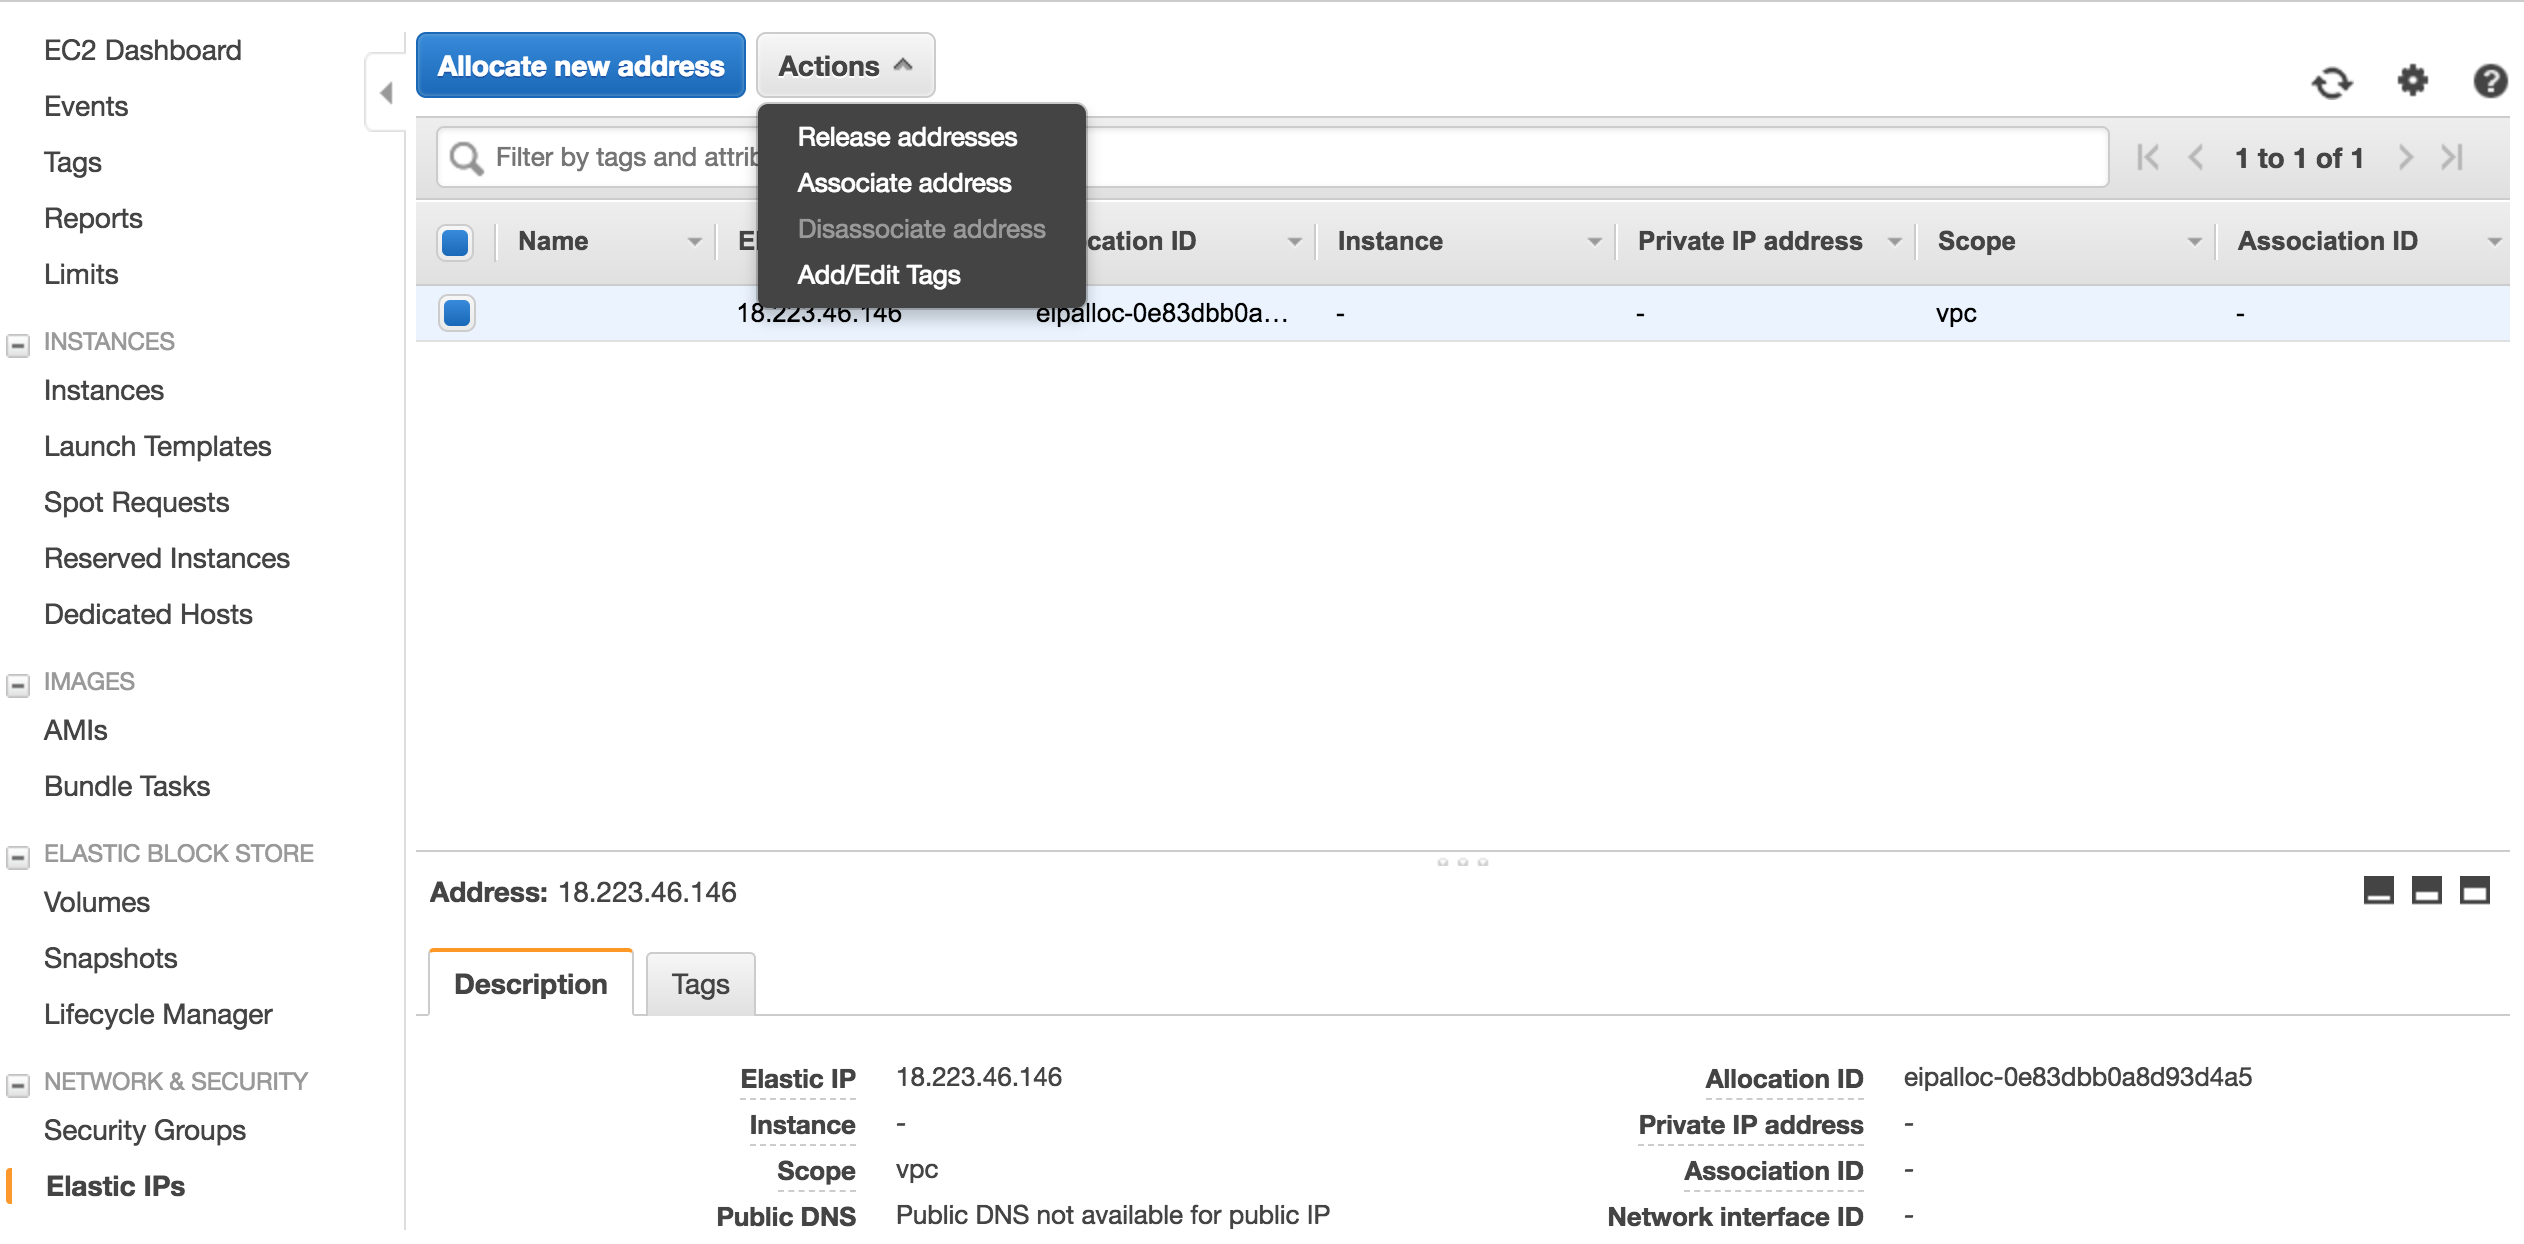 EC2 Dashboard
Events
Tags
Reports
Limits
INSTANCES
Instances
Launch Templates
Spot Requests
Reserved Instances
Dedicated Hosts
IMAGES
AMIs
Bundle Tasks
ELASTIC BLOCK STORE
Volumes
Snapshots
Lifecycle Manager
NETWORK & SECURITY
Security Groups
Elastic IPs
Allocate new address Actions
Release addresses
Associate address
Disassociate address
Add/Edit Tags
Filter by tags and attrib
1 to 1 of 1
Name El cation ID Instance Private IP address Scope Association ID
18.223.46.146 eipalloc-0e83dbb0a... - - vpc -
Address: 18.223.46.146
Description Tags
Elastic IP 18.223.46.146 Allocation ID eipalloc-0e83dbb0a8d93d4a5
Instance - Private IP address -
Scope vpc Association ID -
Public DNS Public DNS not available for public IP Network interface ID -